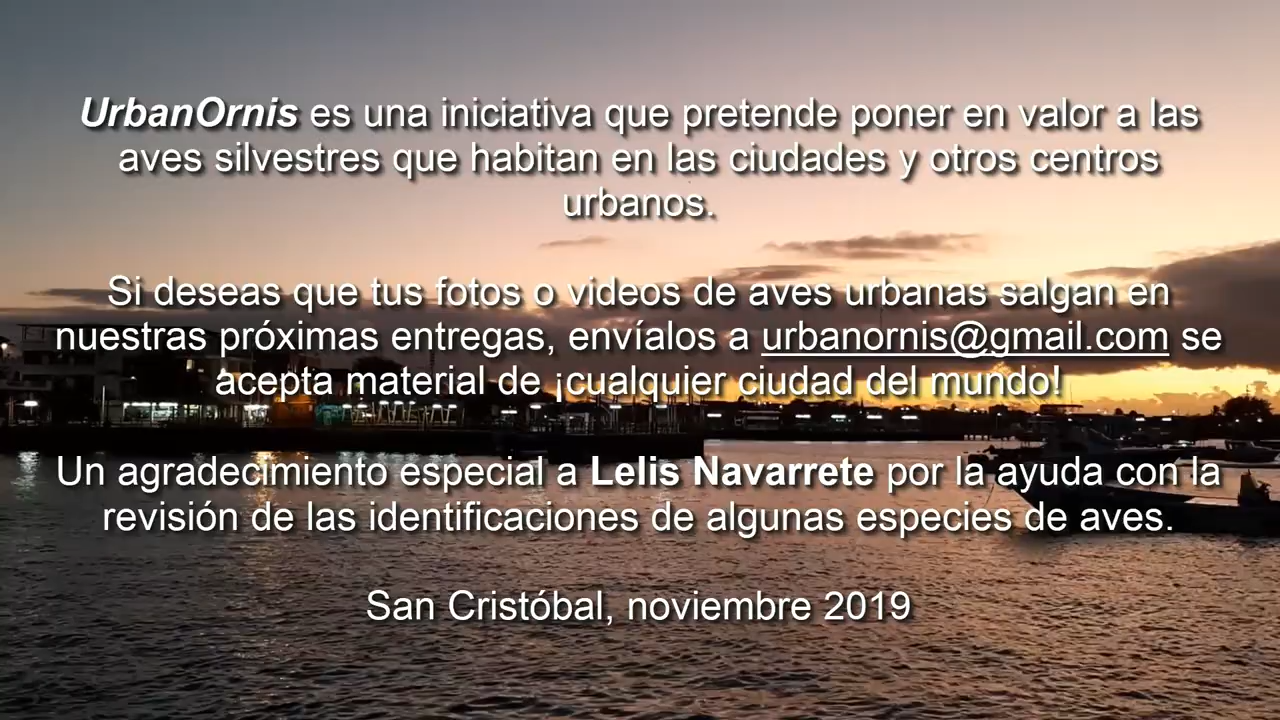 UrbanOrnis es una iniciativa que pretende poner en valor a las
aves silvestres que habitan en las ciudades y otros centros
urbanos.
Si deseas que tus fotos o videos de aves urbanas salgan en
nuestras próximas entregas, envíalos a urbanornis@gmail.com se
acepta material de ¡cualquier ciudad del mundo!
Un agradecimiento especial a Lelis Navarrete por la ayuda con la
revisión de las identificaciones de algunas especies de aves.
San Cristóbal, noviembre 2019